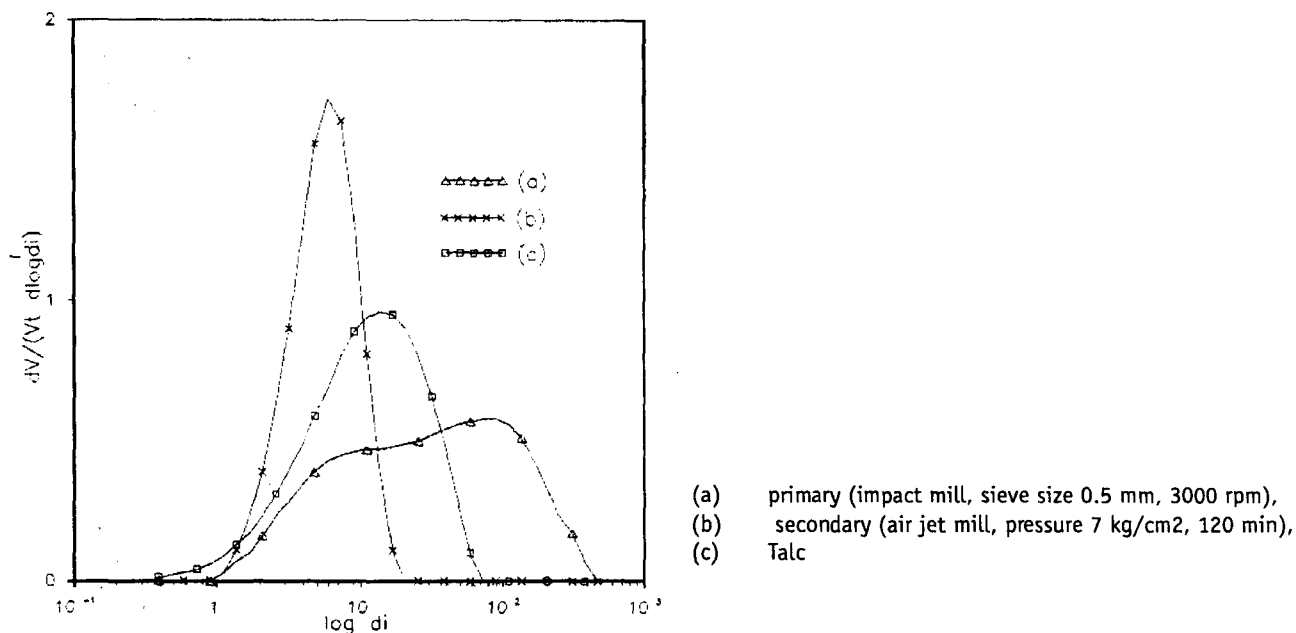 2
1
0
dV/(Vt dlogdi)
10⁻¹ 1 10¹ 10² 10³
log di
(a)
(b)
(c)
(a) primary (impact mill, sieve size 0.5 mm, 3000 rpm),
(b) secondary (air jet mill, pressure 7 kg/cm2, 120 min),
(c) Talc